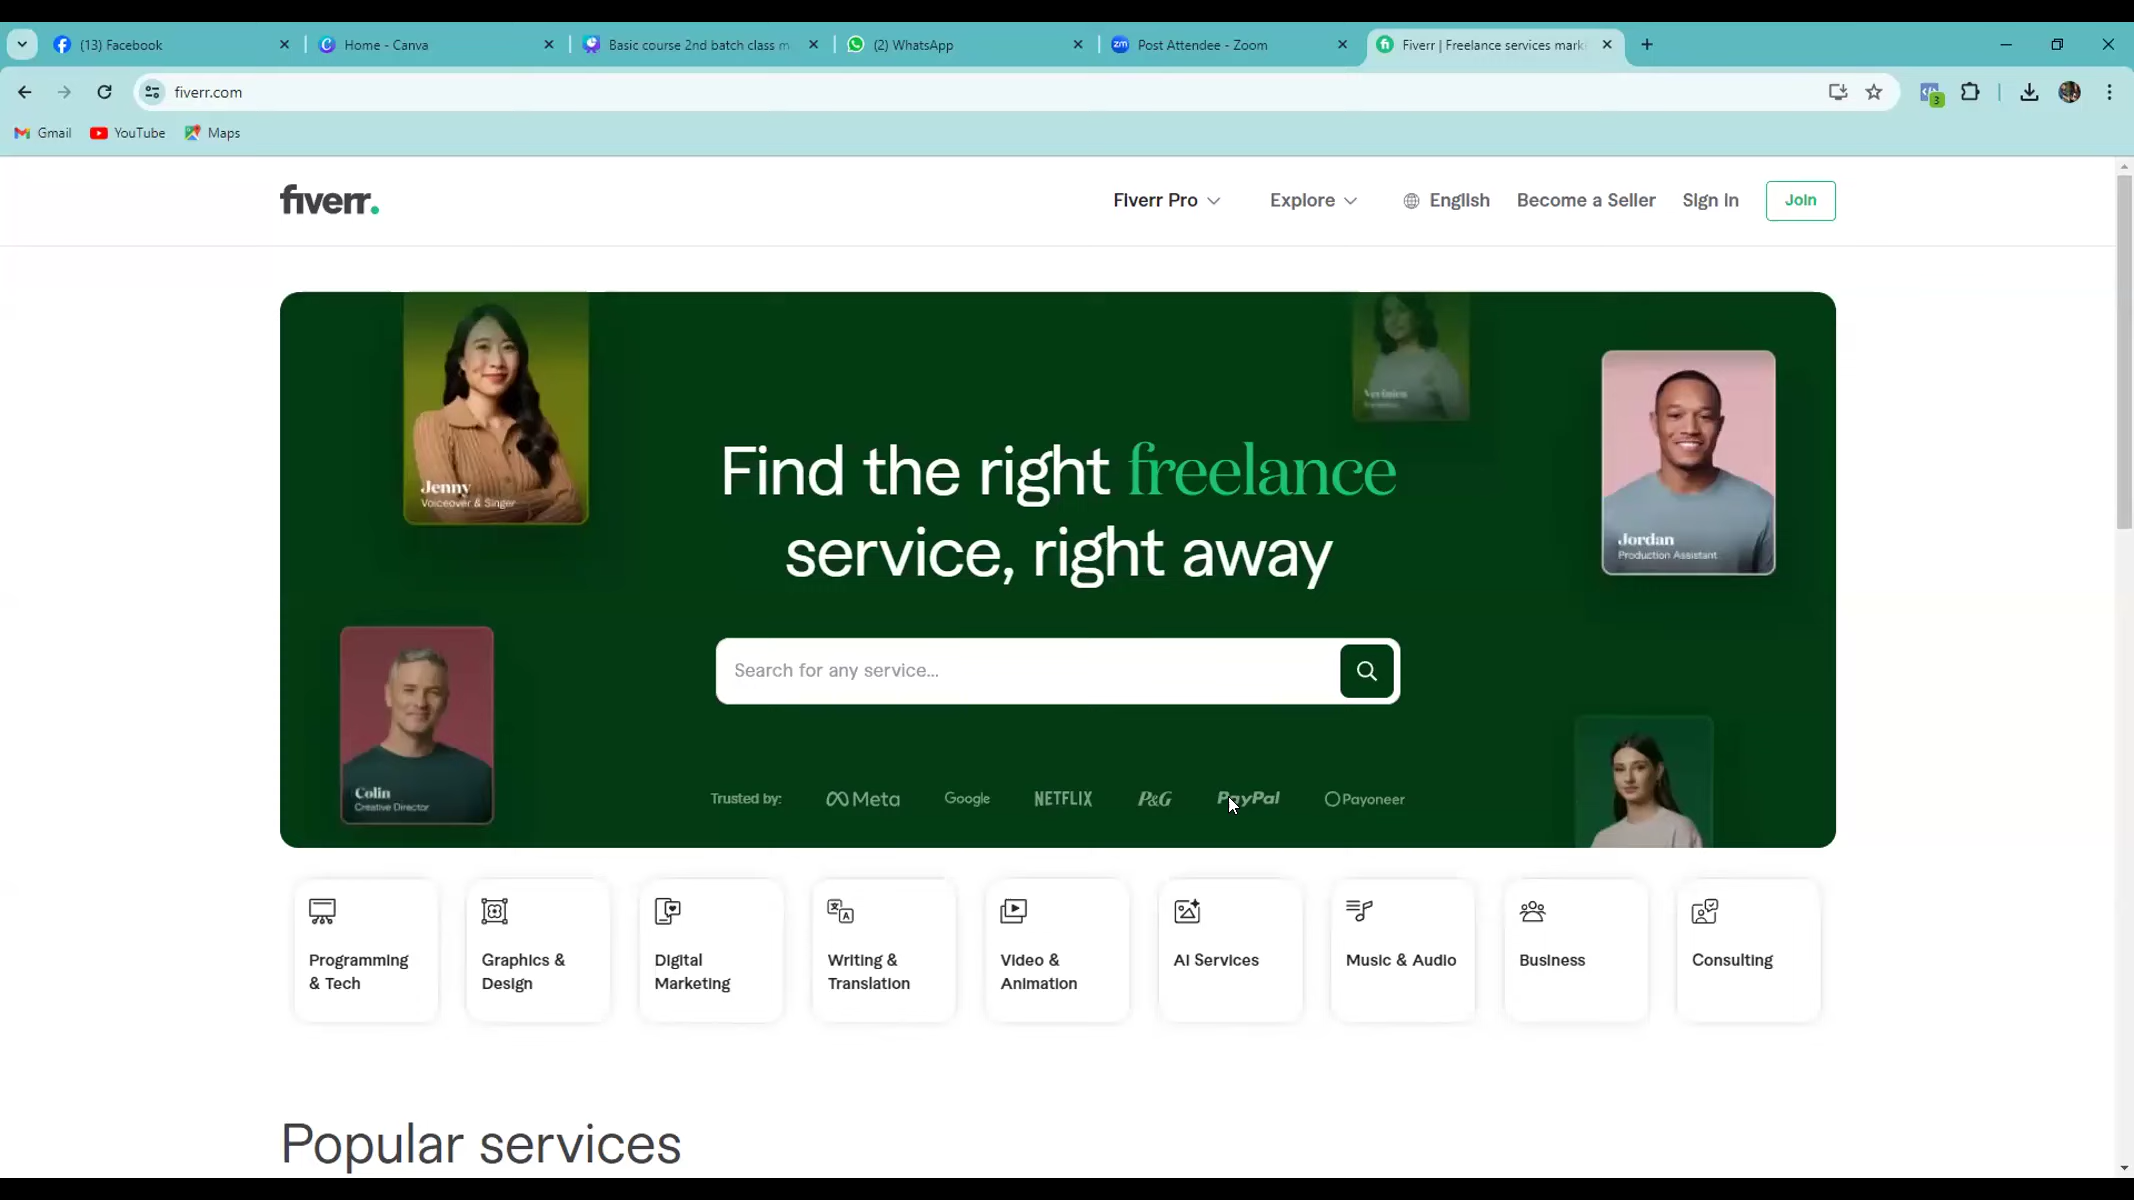 (13) Facebook
Home - Canva
Basic course 2nd batch class m
(2) WhatsApp
zm
Post Attendee - Zoom
fi
Fiverr | Freelance services mark
fiverr.com
3
Gmail
YouTube
Maps
fiverr.
Fiverr Pro
Explore
English
Become a Seller
Sign In
Join
Jenny
Voiceover & Singer
Jordan
Production Assistant
Find the right freelance
service, right away
Search for any service...
Colin
Creative Director
Trusted by:
Meta
Google
NETFLIX
P&G
PayPal
Payoneer
Programming
& Tech
Graphics &
Design
Digital
Marketing
Writing &
Translation
Video &
Animation
AI Services
Music & Audio
Business
Consulting
Popular services